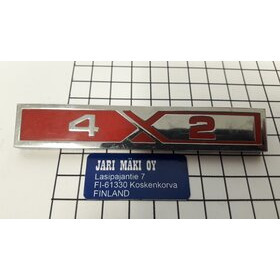 4X2
JARI MÄKI OY
Lasipajantie 7
FI-61330 Koskenkorva
FINLAND